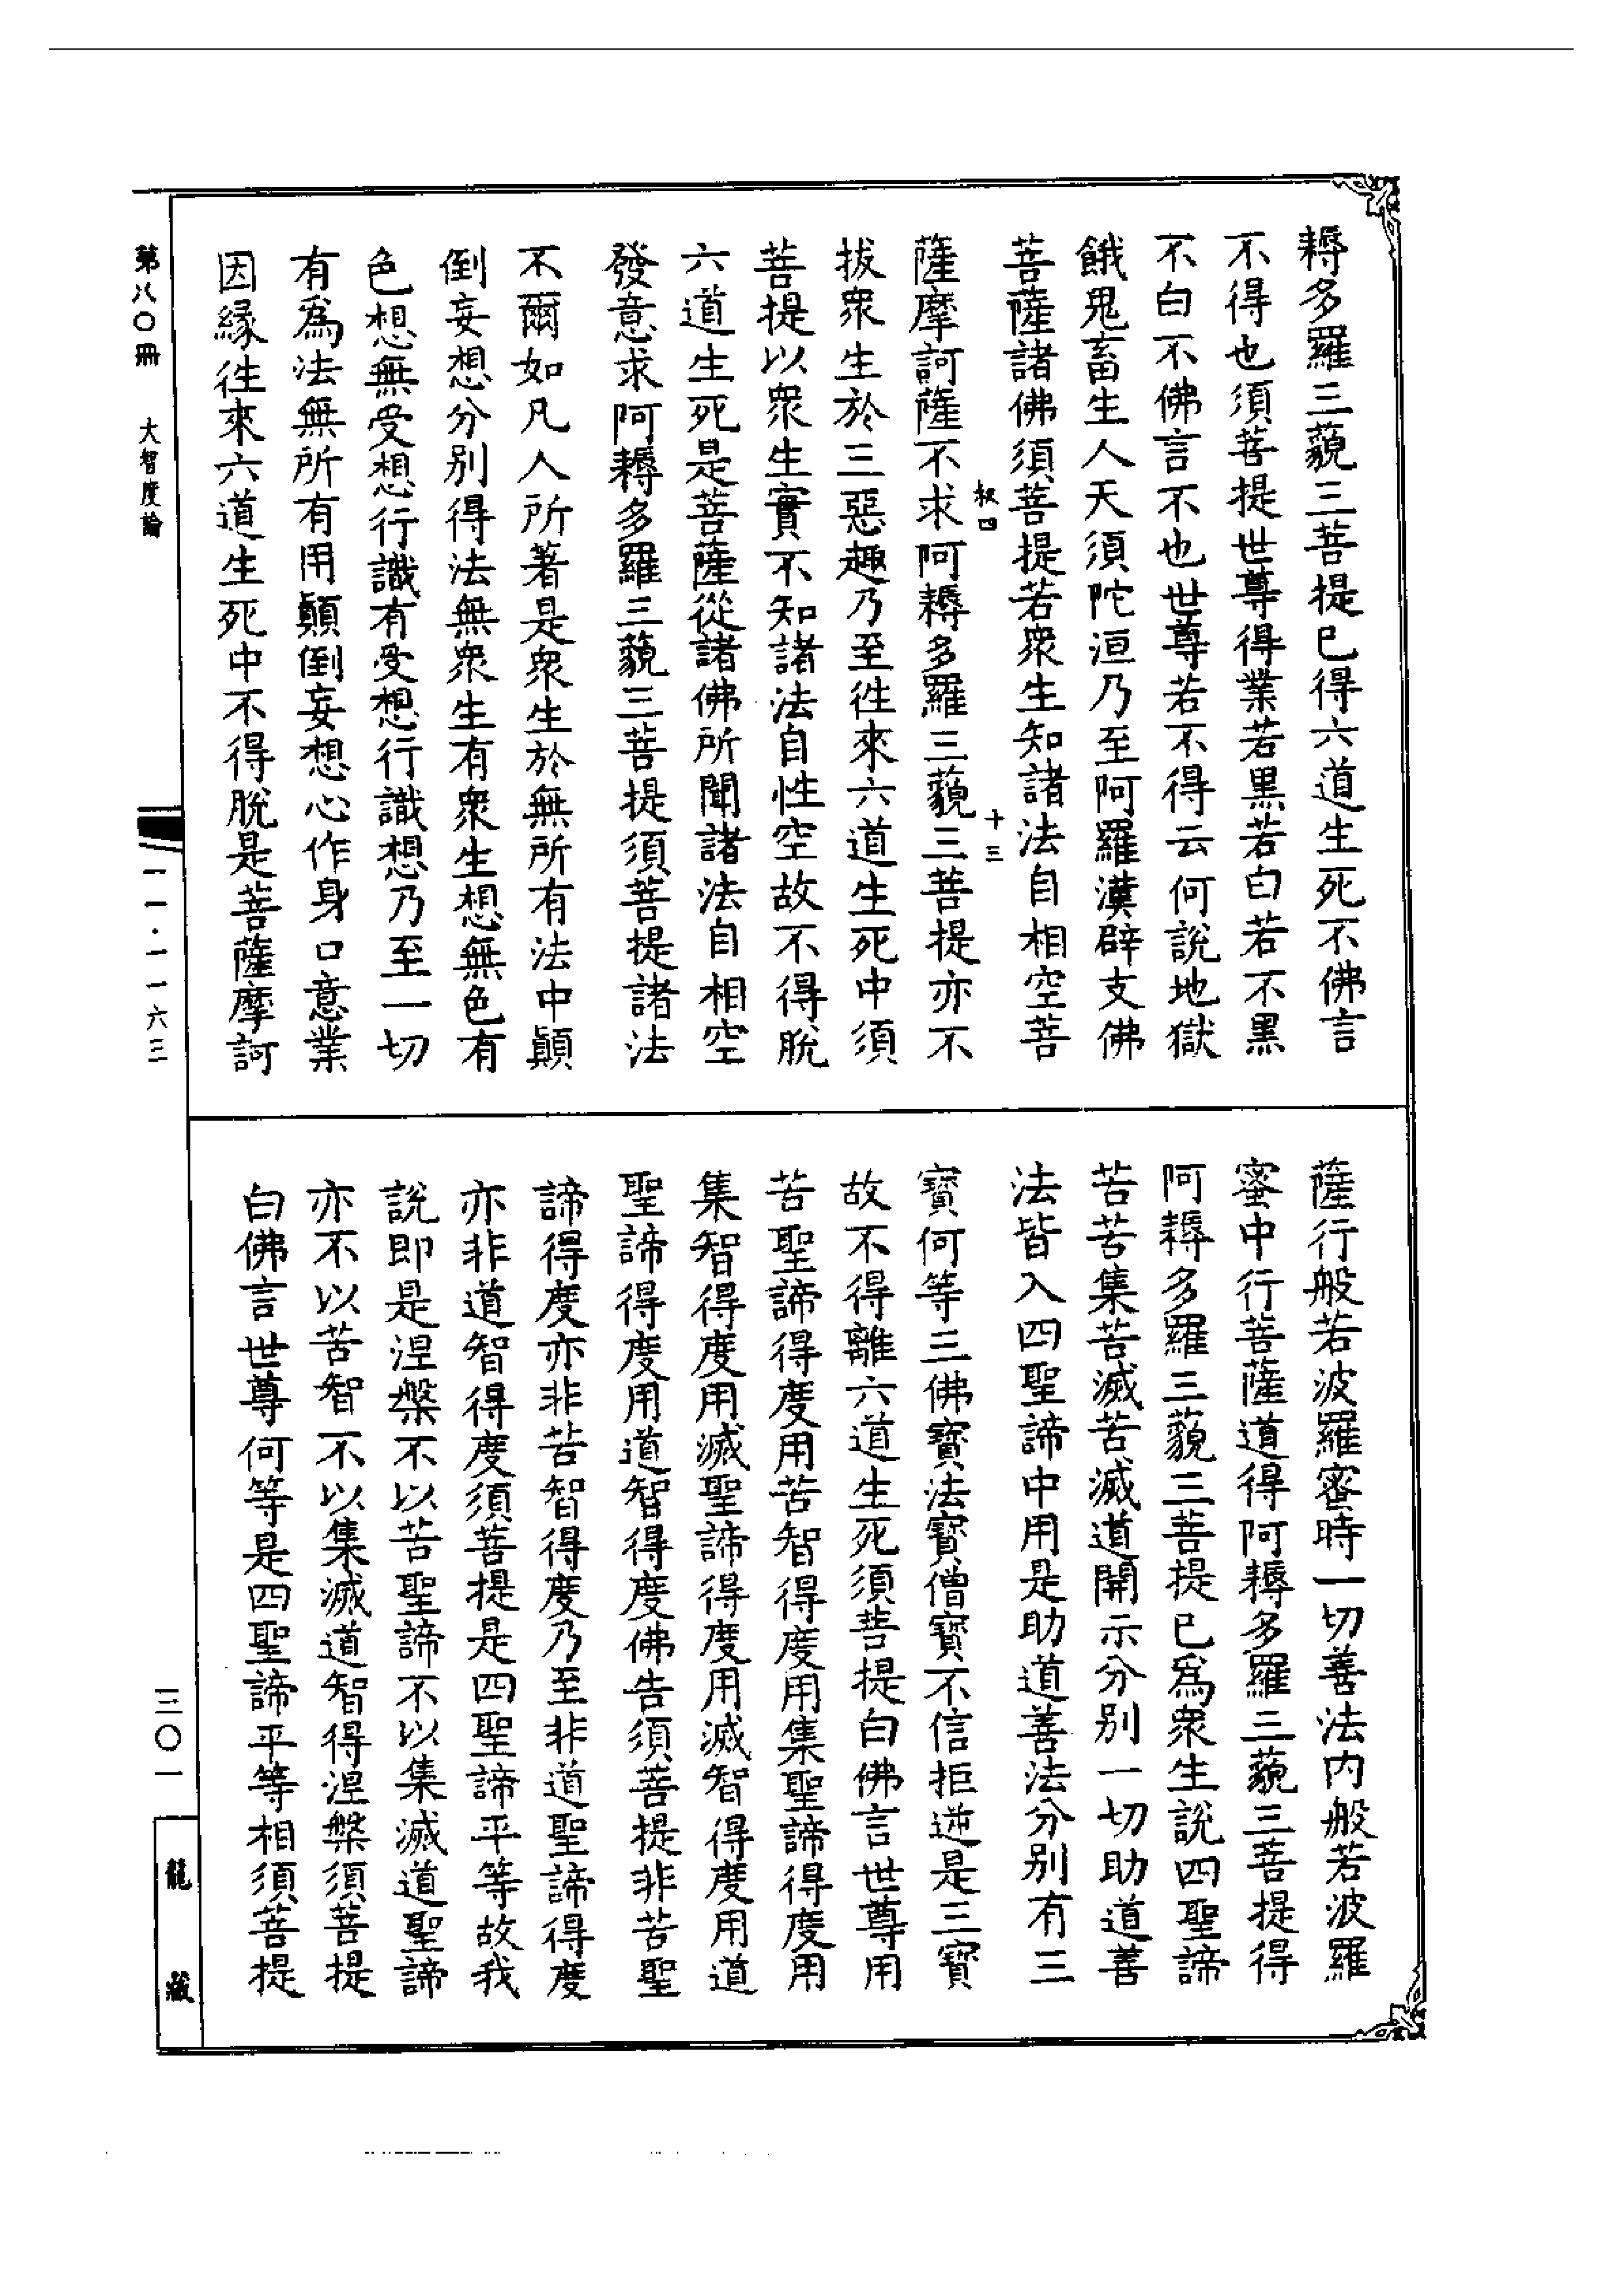 耨多羅三藐三菩提已得六道生死不佛言
不得也須菩提世尊得業若黑若白若不黑
不白不佛言不也世尊若不得云何說地獄
餓鬼畜生人天須陀洹乃至阿羅漢辟支佛
菩薩諸佛須菩提若衆生知諸法自相空菩
叔四
十三
薩摩訶薩不求阿耨多羅三藐三菩提亦不
拔衆生於三惡趣乃至徃來六道生死中須
菩提以衆生實不知諸法自性空故不得脫
六道生死是菩薩從諸佛所聞諸法自相空
發意求阿耨多羅三藐三菩提須菩提諸法
不爾如凡人所著是衆生於無所有法中顚
倒妄想分別得法無衆生有衆生想無色有
色想無受想行識有受想行識想乃至一切
有爲法無所有用顚倒妄想心作身口意業
因緣徃來六道生死中不得脫是菩薩摩訶
薩行般若波羅蜜時一切善法內般若波羅
蜜中行菩薩道得阿耨多羅三藐三菩提得
阿耨多羅三藐三菩提已爲衆生說四聖諦
苦苦集苦滅苦滅道開示分別一切助道善
法皆入四聖諦中用是助道善法分別有三
寶何等三佛寶法寶僧寶不信拒逆是三寶
故不得離六道生死須菩提白佛言世尊用
苦聖諦得度用苦智得度用集聖諦得度用
集智得度用滅聖諦得度用滅智得度用道
聖諦得度用道智得度佛告須菩提非苦聖
諦得度亦非苦智得度乃至非道聖諦得度
亦非道智得度須菩提是四聖諦平等故我
說即是涅槃不以苦聖諦不以集滅道聖諦
亦不以苦智不以集滅道智得涅槃須菩提
白佛言世尊何等是四聖諦平等相須菩提
第八〇冊 大智度論
一一·一一六三
三〇一
龍藏